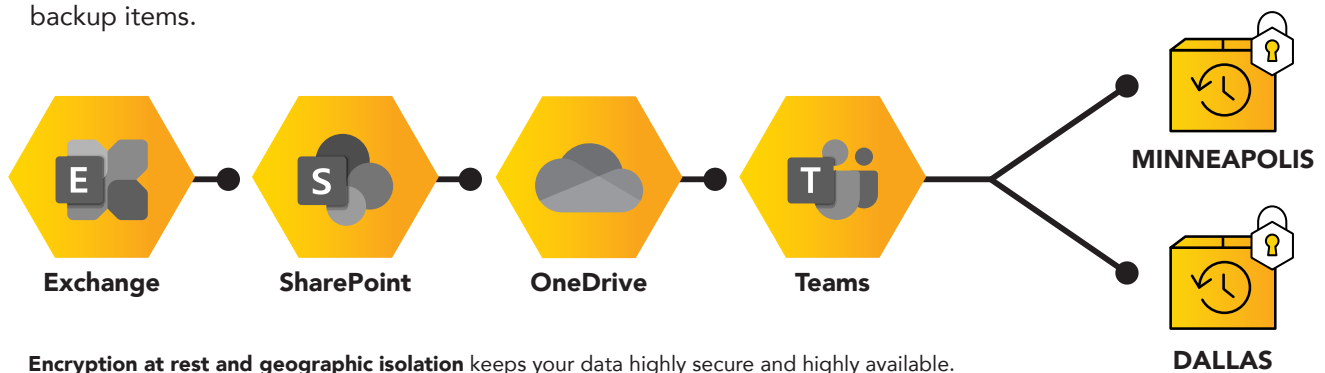 backup items.
E
S
T
MINNEAPOLIS
Exchange
SharePoint
OneDrive
Teams
Encryption at rest and geographic isolation keeps your data highly secure and highly available.
DALLAS